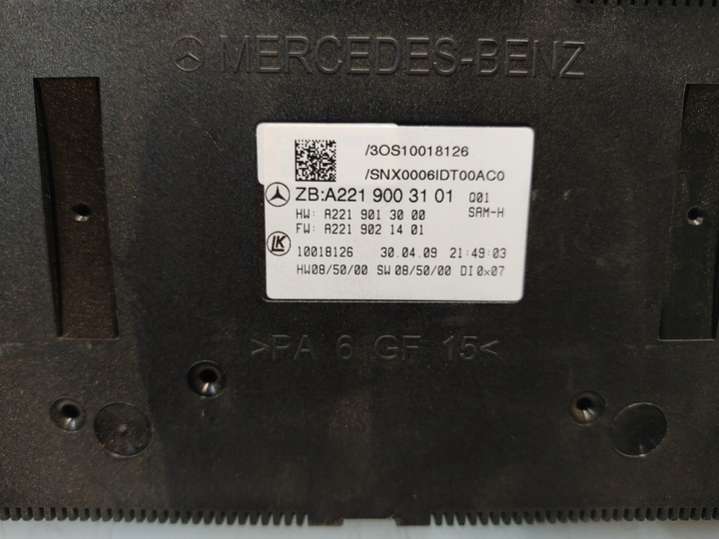 MERCEDES-BENZ
/3OS10018126
/SNX0006IDT00AC0
ZB:A221 900 31 01 Q01
HW: A221 901 30 00 SAM-H
FW: A221 902 14 01
LK
10018126 30.04.09 21:49:03
HW08/50/00 SW 08/50/00 DI0x07
>PA 6 GF 15<